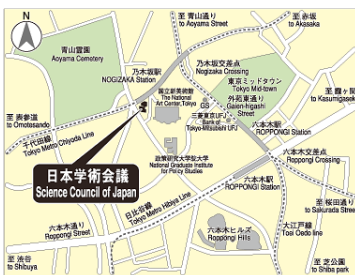 N
至 青山通り
to Aoyama Street
至 赤坂
to Akasaka
青山霊園
Aoyama Cemetery
乃木坂駅
NOGIZAKA Station
乃木坂交差点
Nogizaka Crossing
国立新美術館
The National
Art Center, Tokyo
東京ミッドタウン
Tokyo Mid-town
GS
外苑東通り
Gaien-higashi
Street
至 霞ヶ関
to Kasumigaseki
至 表参道
to Omotesando
千代田線
Tokyo Metro Chiyoda Line
三菱東京UFJ
Bank of
Tokyo-Mitsubishi UFJ
六本木駅
ROPPONGI Station
政策研究大学院大学
National Graduate Institute
for Policy Studies
六本木交差点
Roppongi Crossing
日本学術会議
Science Council of Japan
六本木駅
ROPPONGI Station
至 桜田通り
to Sakurada Street
日比谷線
Tokyo Metro Hibiya Line
六本木通り
Roppongi Street
六本木ヒルズ
Roppongi Hills
大江戸線
Toei Oedo line
至 渋谷
to Shibuya
至 芝公園
to Shiba park